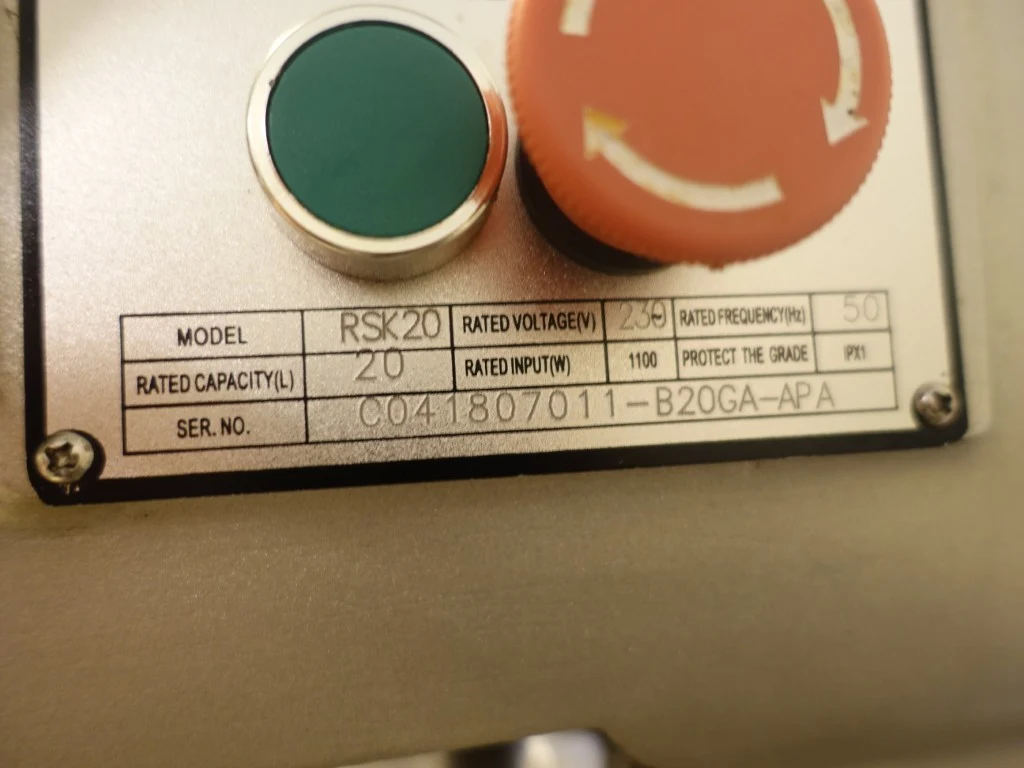 MODEL RSK20 RATED VOLTAGE(V) 230~ RATED FREQUENCY(Hz) 50
RATED CAPACITY(L) 20 RATED INPUT(W) 1100 PROTECT THE GRADE IPX1
SER. NO. C041807011-B20GA-APA